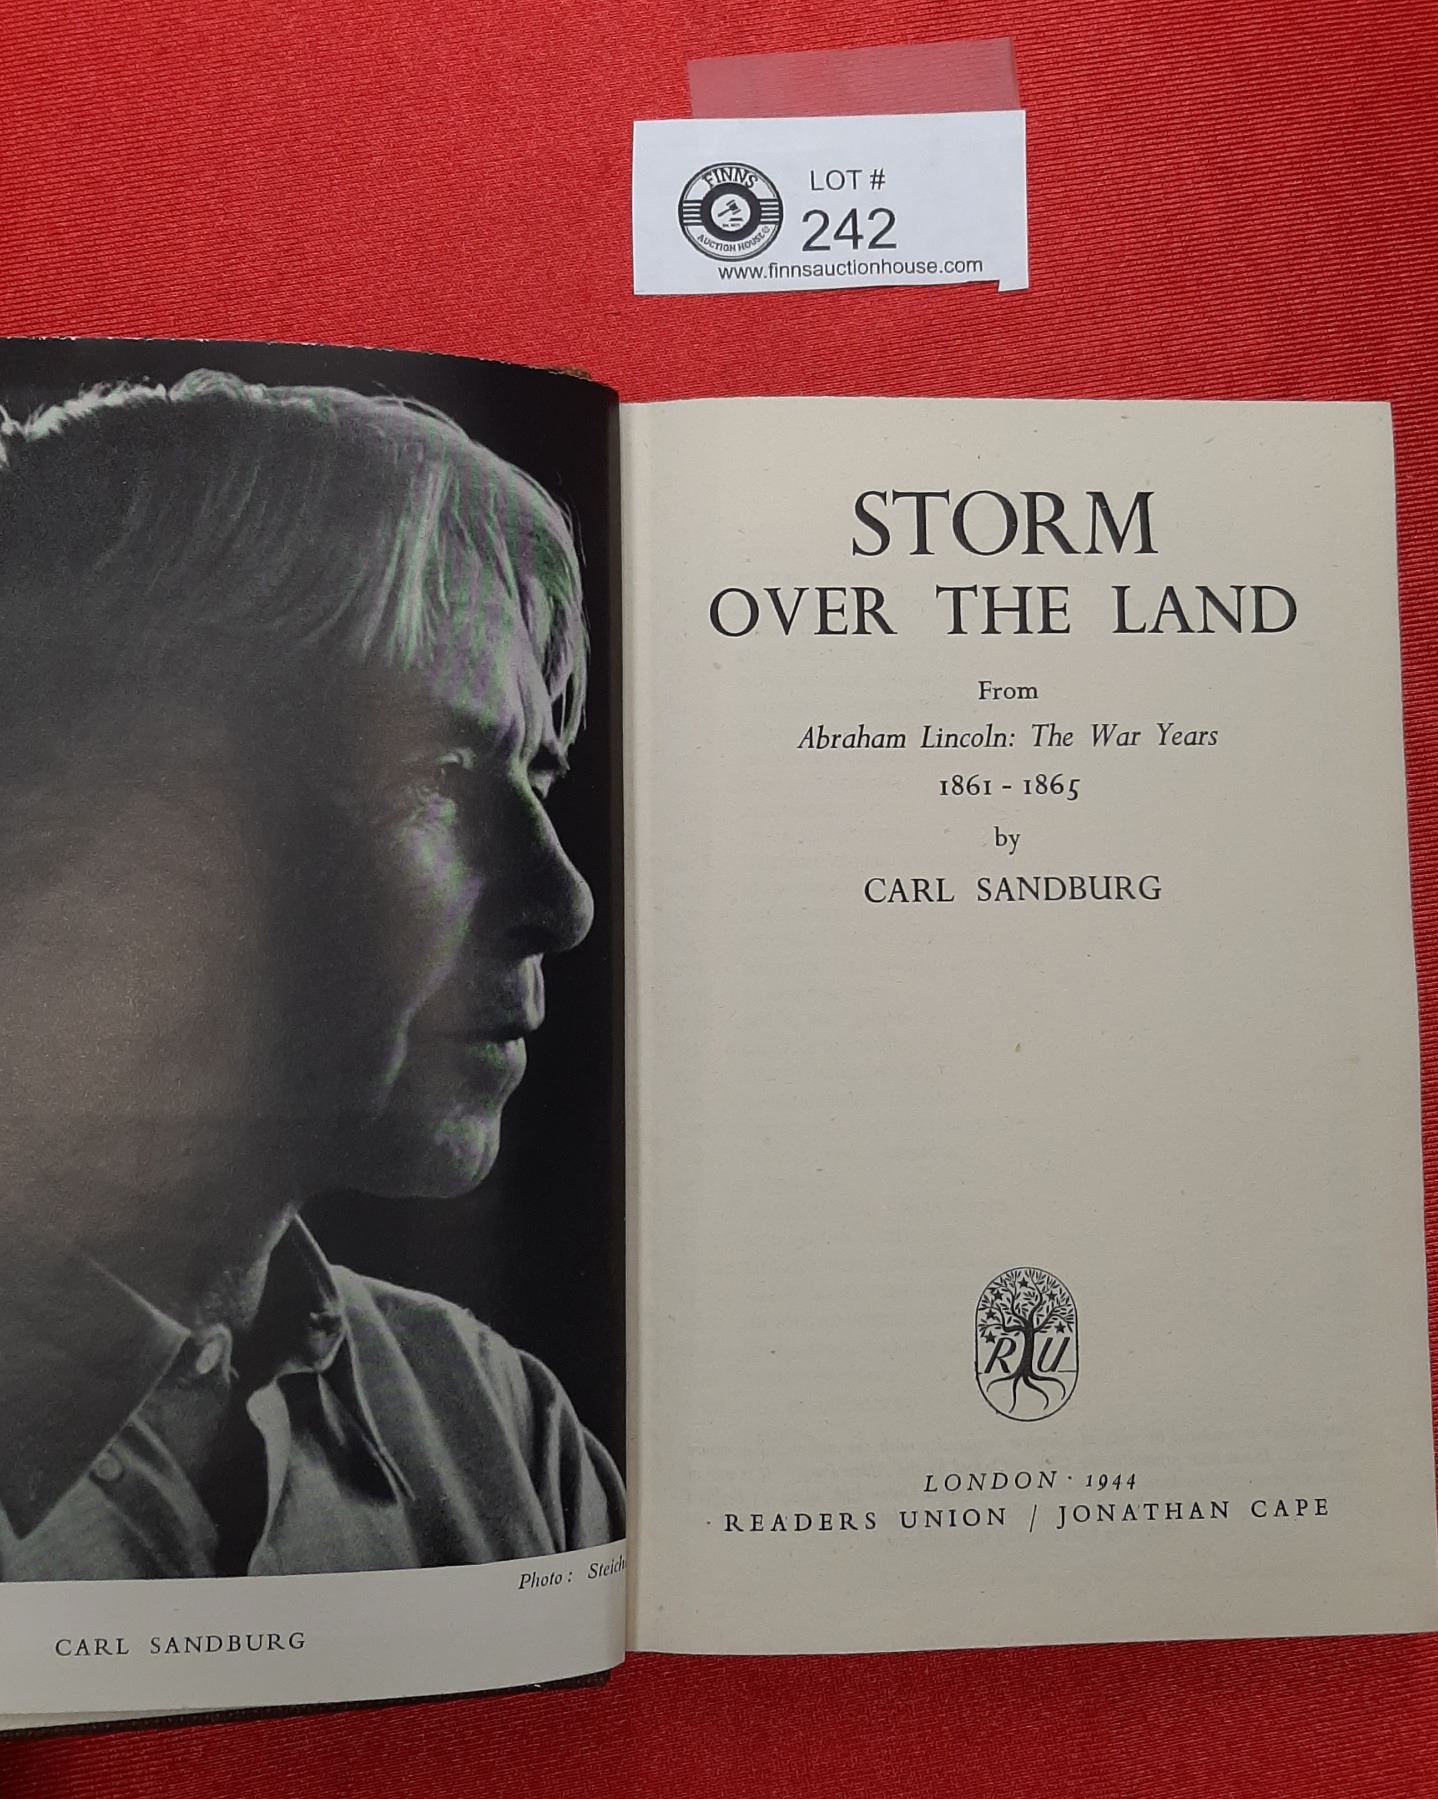 FINNS
AUCTION HOUSE
LOT #
242
www.finnsauctionhouse.com
STORM
OVER THE LAND
From
Abraham Lincoln: The War Years
1861 - 1865
by
CARL SANDBURG
R U
LONDON · 1944
READERS UNION / JONATHAN CAPE
Photo: Steich
CARL SANDBURG